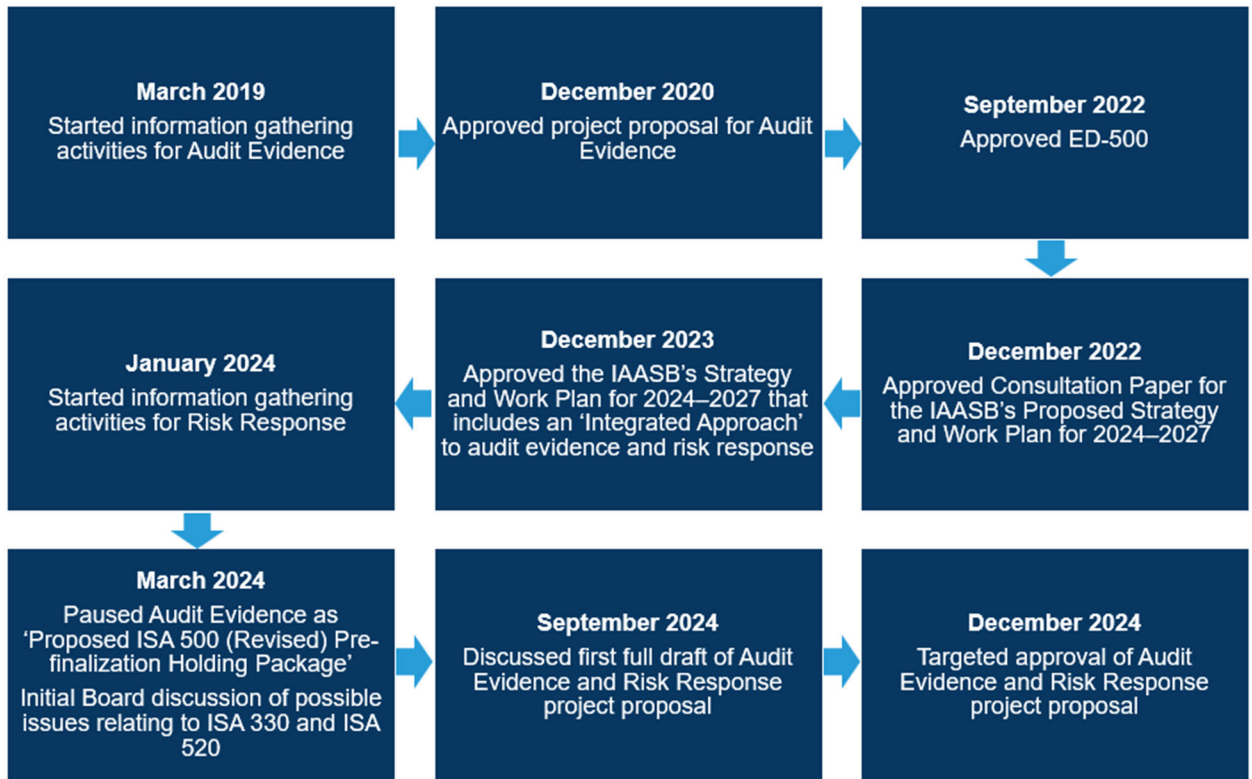 March 2019
Started information gathering
activities for Audit Evidence
December 2020
Approved project proposal for Audit
Evidence
September 2022
Approved ED-500
December 2022
Approved Consultation Paper for
the IAASB’s Proposed Strategy
and Work Plan for 2024–2027
December 2023
Approved the IAASB’s Strategy
and Work Plan for 2024–2027 that
includes an ‘Integrated Approach’
to audit evidence and risk response
January 2024
Started information gathering
activities for Risk Response
March 2024
Paused Audit Evidence as
‘Proposed ISA 500 (Revised) Pre-
finalization Holding Package’
Initial Board discussion of possible
issues relating to ISA 330 and ISA
520
September 2024
Discussed first full draft of Audit
Evidence and Risk Response
project proposal
December 2024
Targeted approval of Audit
Evidence and Risk Response
project proposal